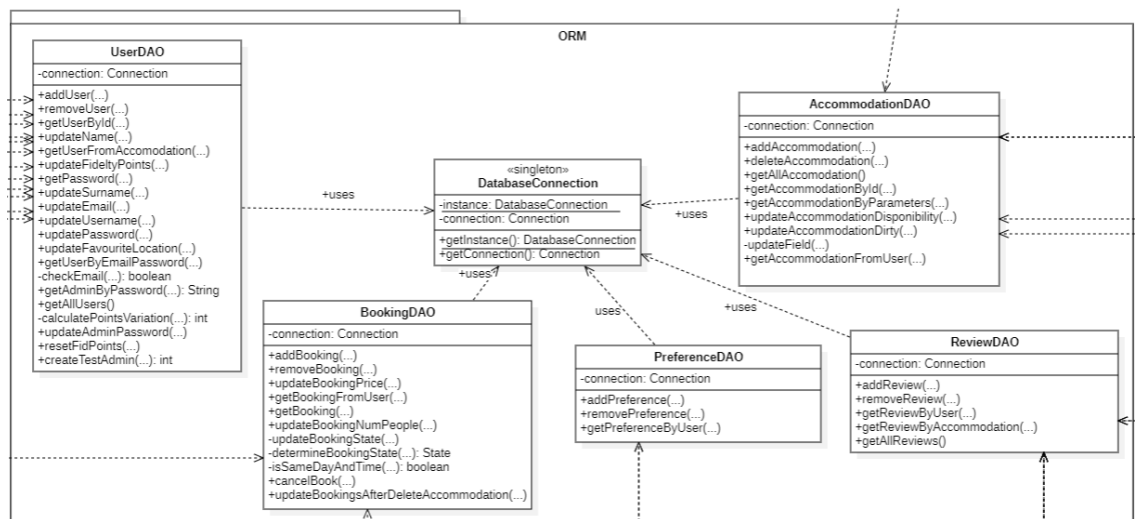 ORM
UserDAO
-connection: Connection
+addUser(...)
+removeUser(...)
+getUserById(...)
+updateName(...)
+getUserFromAccomodation(...)
+updateFideltyPoints(...)
+getPassword(...)
+updateSurname(...)
+updateEmail(...)
+updateUsername(...)
+updatePassword(...)
+updateFavouriteLocation(...)
+getUserByEmailPassword(...)
-checkEmail(...): boolean
+getAdminByPassword(...): String
+getAllUsers()
-calculatePointsVariation(...): int
+updateAdminPassword(...)
+resetFidPoints(...)
+createTestAdmin(...): int
+uses
«singleton»
DatabaseConnection
-instance: DatabaseConnection
-connection: Connection
+getInstance(): DatabaseConnection
+getConnection(): Connection
+uses
AccommodationDAO
-connection: Connection
+addAccommodation(...)
+deleteAccommodation(...)
+getAllAccomodation()
+getAccommodationById(...)
+getAccommodationByParameters(...)
+updateAccommodationDisponibility(...)
+updateAccommodationDirty(...)
-updateField(...)
+getAccommodationFromUser(...)
+uses
BookingDAO
-connection: Connection
+addBooking(...)
+removeBooking(...)
+updateBookingPrice(...)
+getBookingFromUser(...)
+getBooking(...)
+updateBookingNumPeople(...)
-updateBookingState(...)
-determineBookingState(...): State
-isSameDayAndTime(...): boolean
+cancelBook(...)
+updateBookingsAfterDeleteAccommodation(...)
uses
PreferenceDAO
-connection: Connection
+addPreference(...)
+removePreference(...)
+getPreferenceByUser(...)
+uses
ReviewDAO
-connection: Connection
+addReview(...)
+removeReview(...)
+getReviewByUser(...)
+getReviewByAccommodation(...)
+getAllReviews()